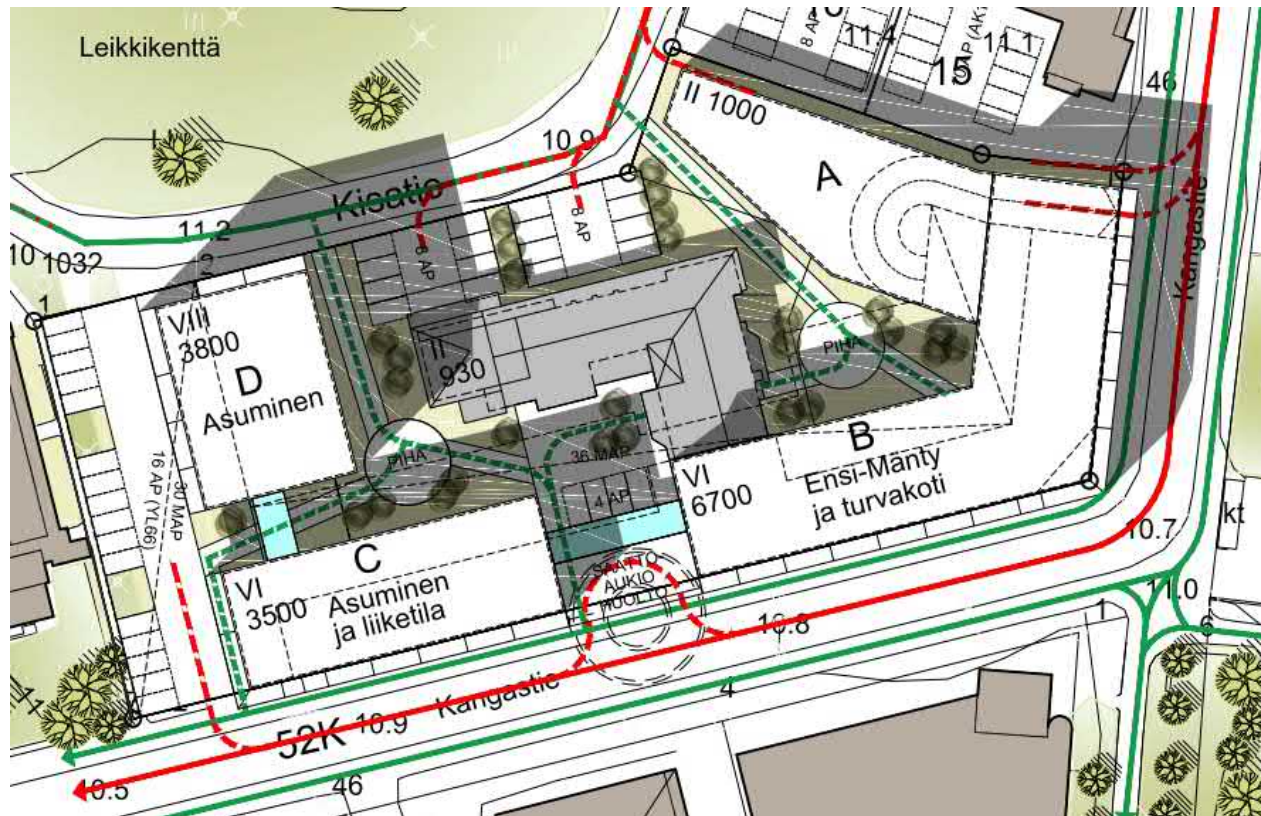 Leikkikenttä
8 AP
11.4
11.1
15
46
II 1000
10.9
A
Kisatie
11.2
8 AP
8 AP
Kangastie
10
1032
1
VIII
3800
D
Asuminen
II
930
PIHA
PIHA
B
Ensi-Mänty
ja turvakoti
VI
6700
36 MAP
4 AP
16 AP (YL66)
30 MAP
C
Asuminen
ja liiketila
VI
3500
SAATTO
AUKIO
HUOLTO
10.7
kt
11.0
1
6
10.8
4
Kangastie
10.9
52K
10.5
46